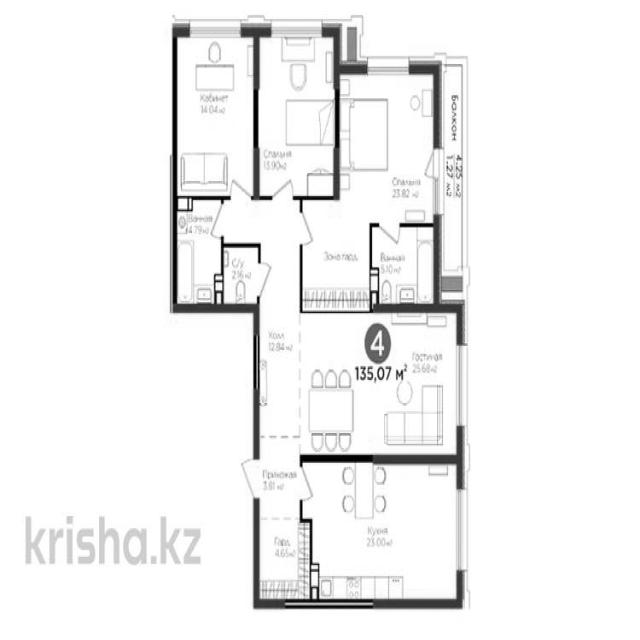 Кабинет
14.04 м²
Спальня
13.90 м²
Спальня
23.82 м²
Балкон
4.25 м²
1.27 м²
Ванная
4.79 м²
С/у
2.16 м²
Зона гард.
Ванная
5.10 м²
Холл
12.84 м²
4
135,07 м²
Гостиная
25.68 м²
Прихожая
3.81 м²
Гард.
4.65 м²
Кухня
23.00 м²
krisha.kz